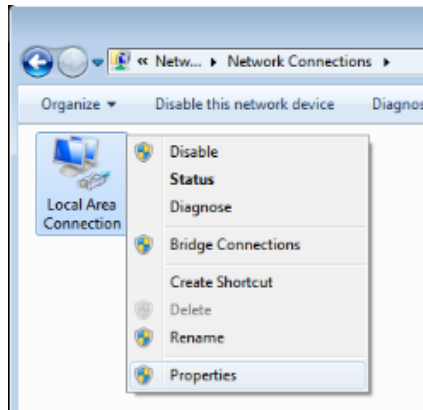 « Netw... ▸ Network Connections ▸
Organize ▾ Disable this network device Diagnos
Local Area
Connection
Disable
Status
Diagnose
Bridge Connections
Create Shortcut
Delete
Rename
Properties